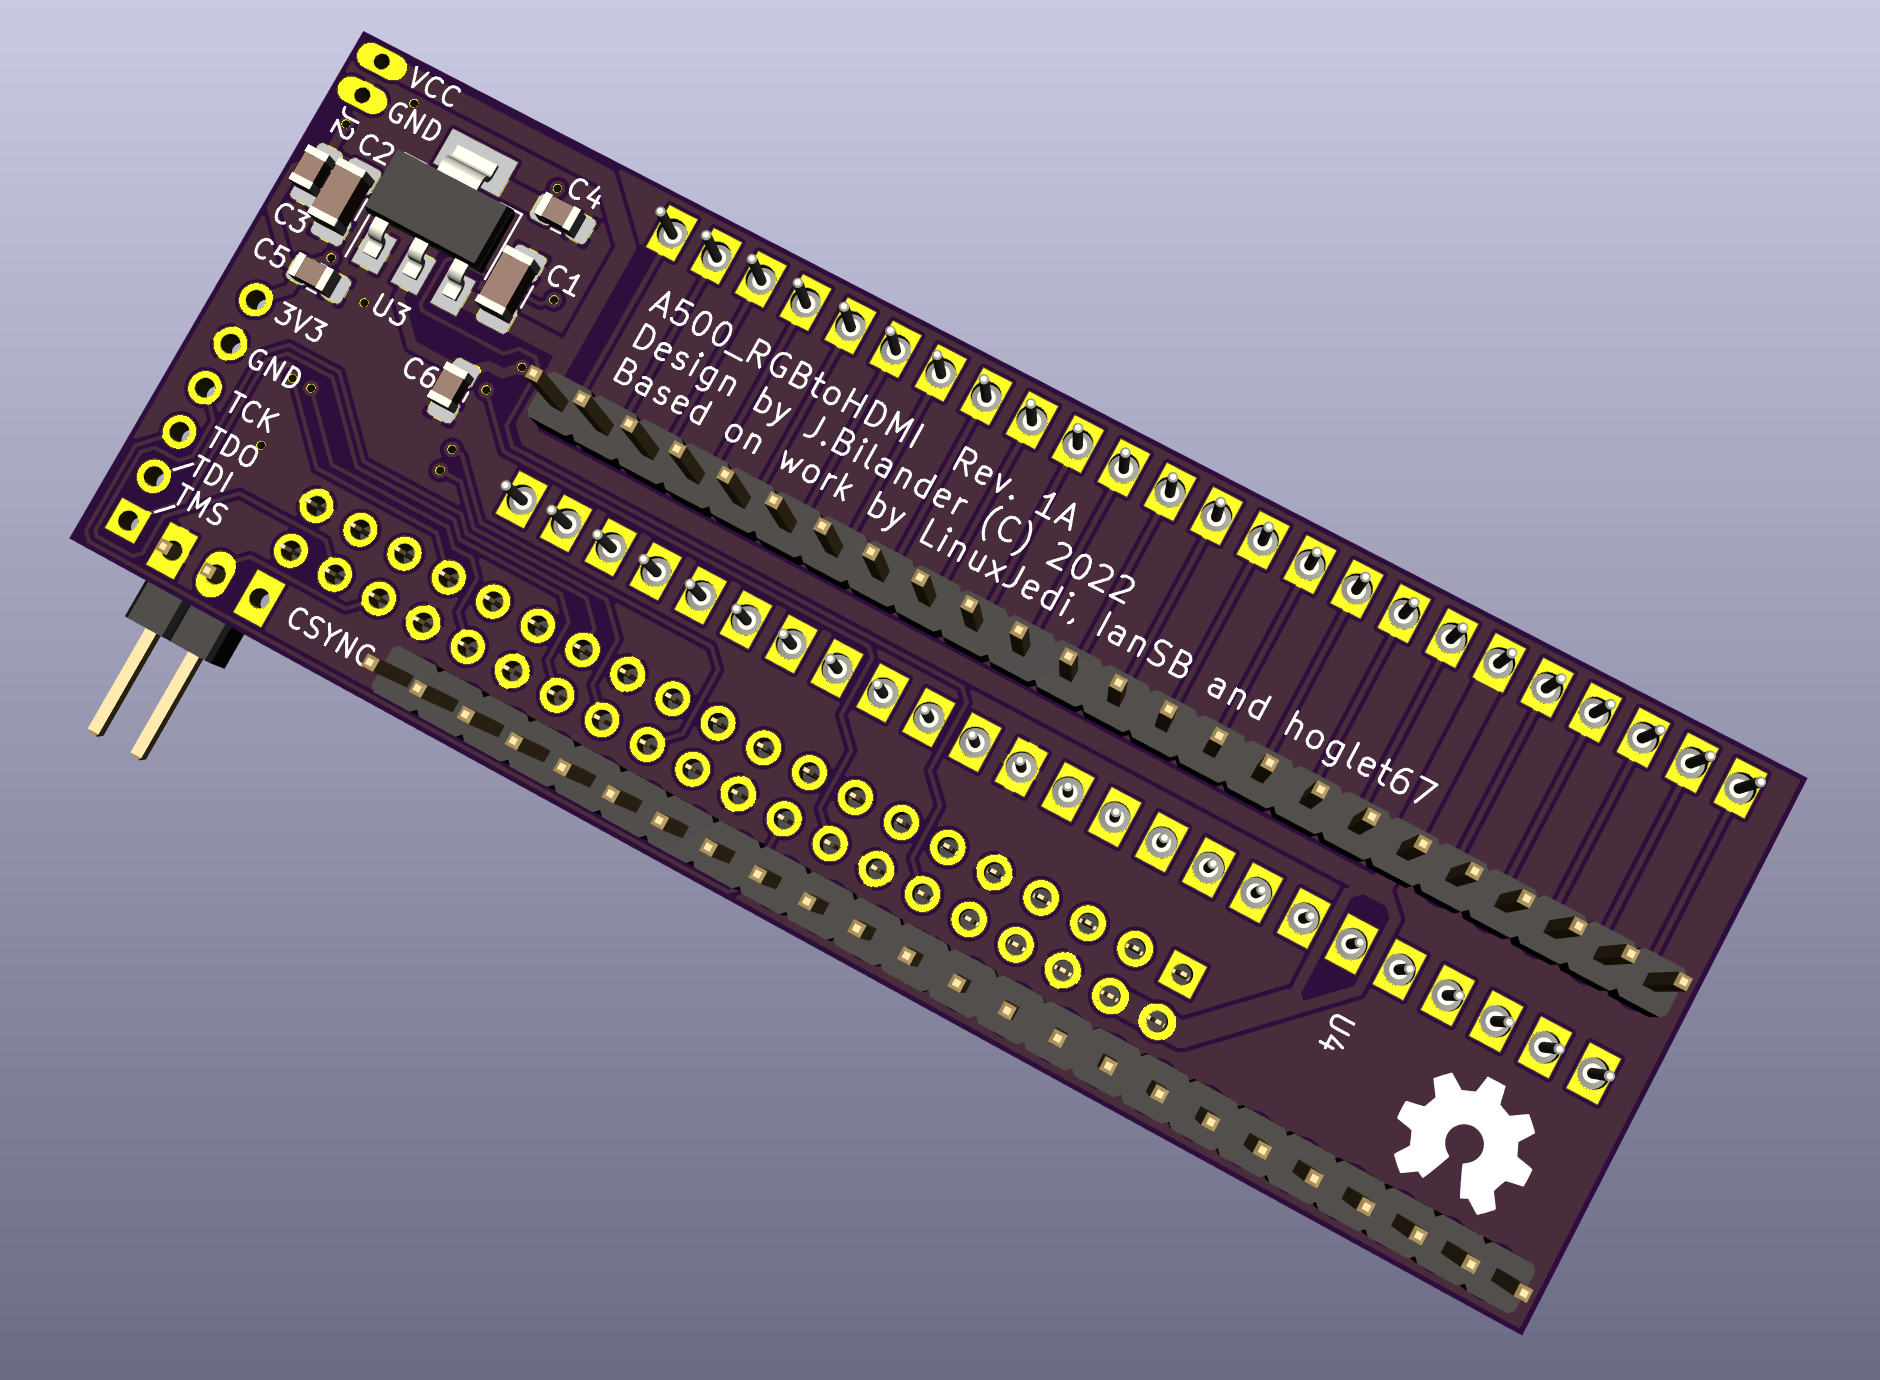 VCC
GND
J2
C2
C4
C3
C5
C1
U3
3V3
GND
C6
TCK
TDO
TDI
TMS
CSYNC
A500_RGBtoHDMI Rev. 1A
Design by J.Bilander (C) 2022
Based on work by LinuxJedi, IanSB and hoglet67
U4